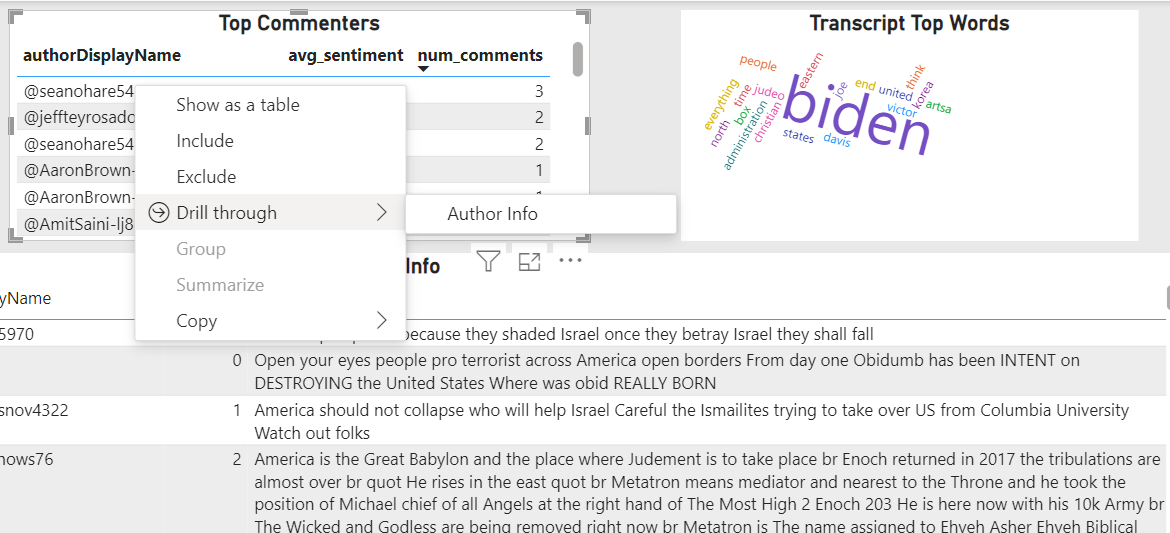 Top Commenters
authorDisplayName avg_sentiment num_comments
@seanohare54 3
@jeffteyrosado 2
@seanohare54 2
@AaronBrown- 1
@AaronBrown-
@AmitSaini-lj8
Show as a table
Include
Exclude
Drill through
Group
Summarize
Copy
Author Info
Transcript Top Words
people
eastern
think
everything
time
judeo
joe
end
united
korea
artsa
victor
box
biden
north
administration
christian
states
davis
Info
yName
5970 because they shaded Israel once they betray Israel they shall fall
0 Open your eyes people pro terrorist across America open borders From day one Obidumb has been INTENT on
DESTROYING the United States Where was obid REALLY BORN
snov4322 1 America should not collapse who will help Israel Careful the Ismailites trying to take over US from Columbia University
Watch out folks
nows76 2 America is the Great Babylon and the place where Judement is to take place br Enoch returned in 2017 the tribulations are
almost over br quot He rises in the east quot br Metatron means mediator and nearest to the Throne and he took the
position of Michael chief of all Angels at the right hand of The Most High 2 Enoch 203 He is here now with his 10k Army br
The Wicked and Godless are being removed right now br Metatron is The name assigned to Ehyeh Asher Ehyeh Biblical